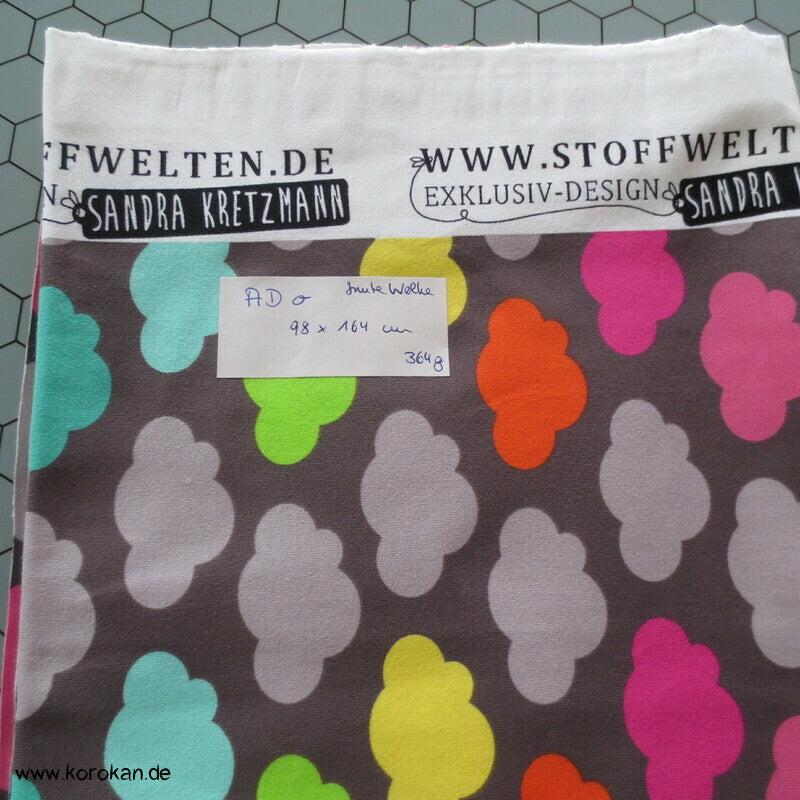 FFWELTEN.DE
WWW.STOFFWELT
N
EXKLUSIV-DESIGN
SANDRA KRETZMANN
SANDRA K
AD
bunte Wolke
98 x 164 cm
364g
www.korokan.de